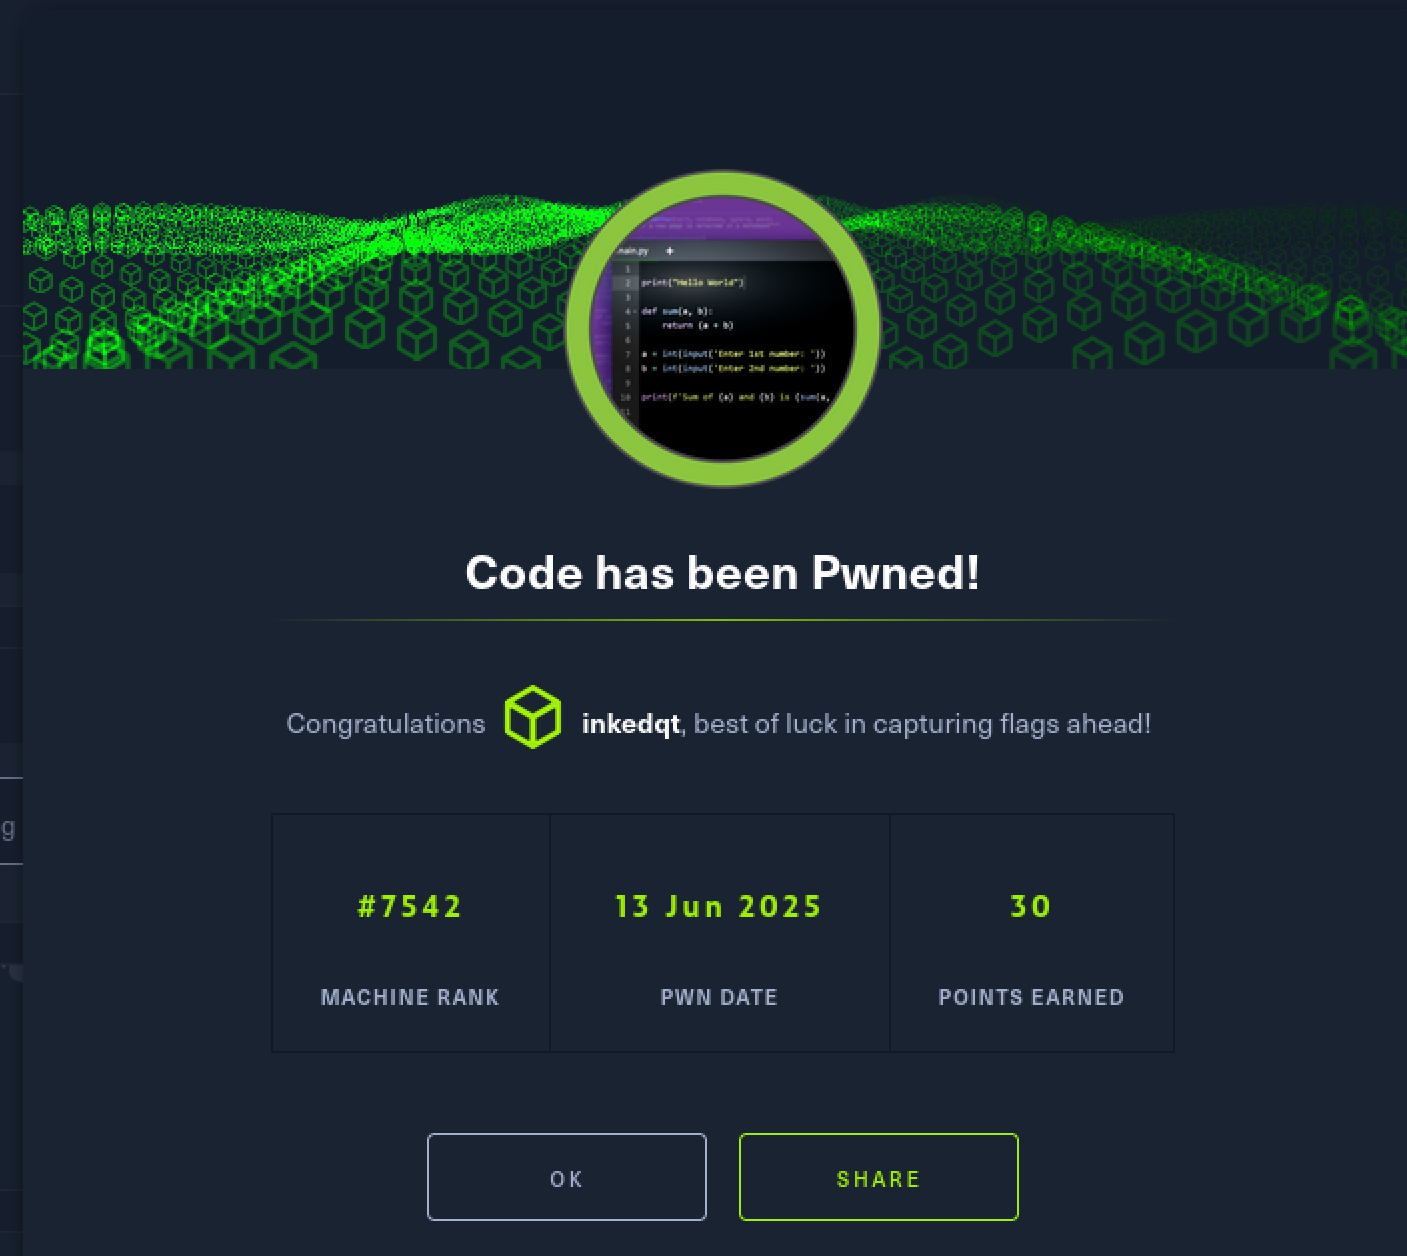 main.py +
1
2 print("Hello World")
3
4 def sum(a, b):
5 return (a + b)
6
7 a = int(input('Enter 1st number: '))
8 b = int(input('Enter 2nd number: '))
9
10 print(f'Sum of {a} and {b} is {sum(a,
11
Code has been Pwned!
Congratulations inkedqt, best of luck in capturing flags ahead!
g
#7542 13 Jun 2025 30
MACHINE RANK PWN DATE POINTS EARNED
OK SHARE